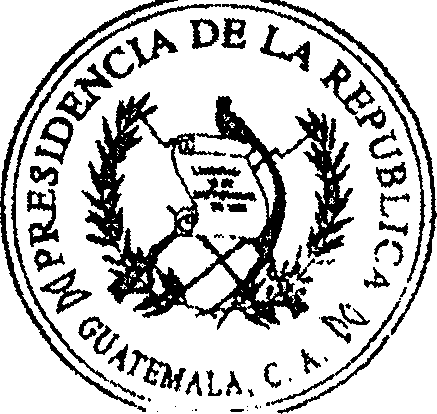 PRESIDENCIA DE LA REPUBLICA
GUATEMALA, C. A.